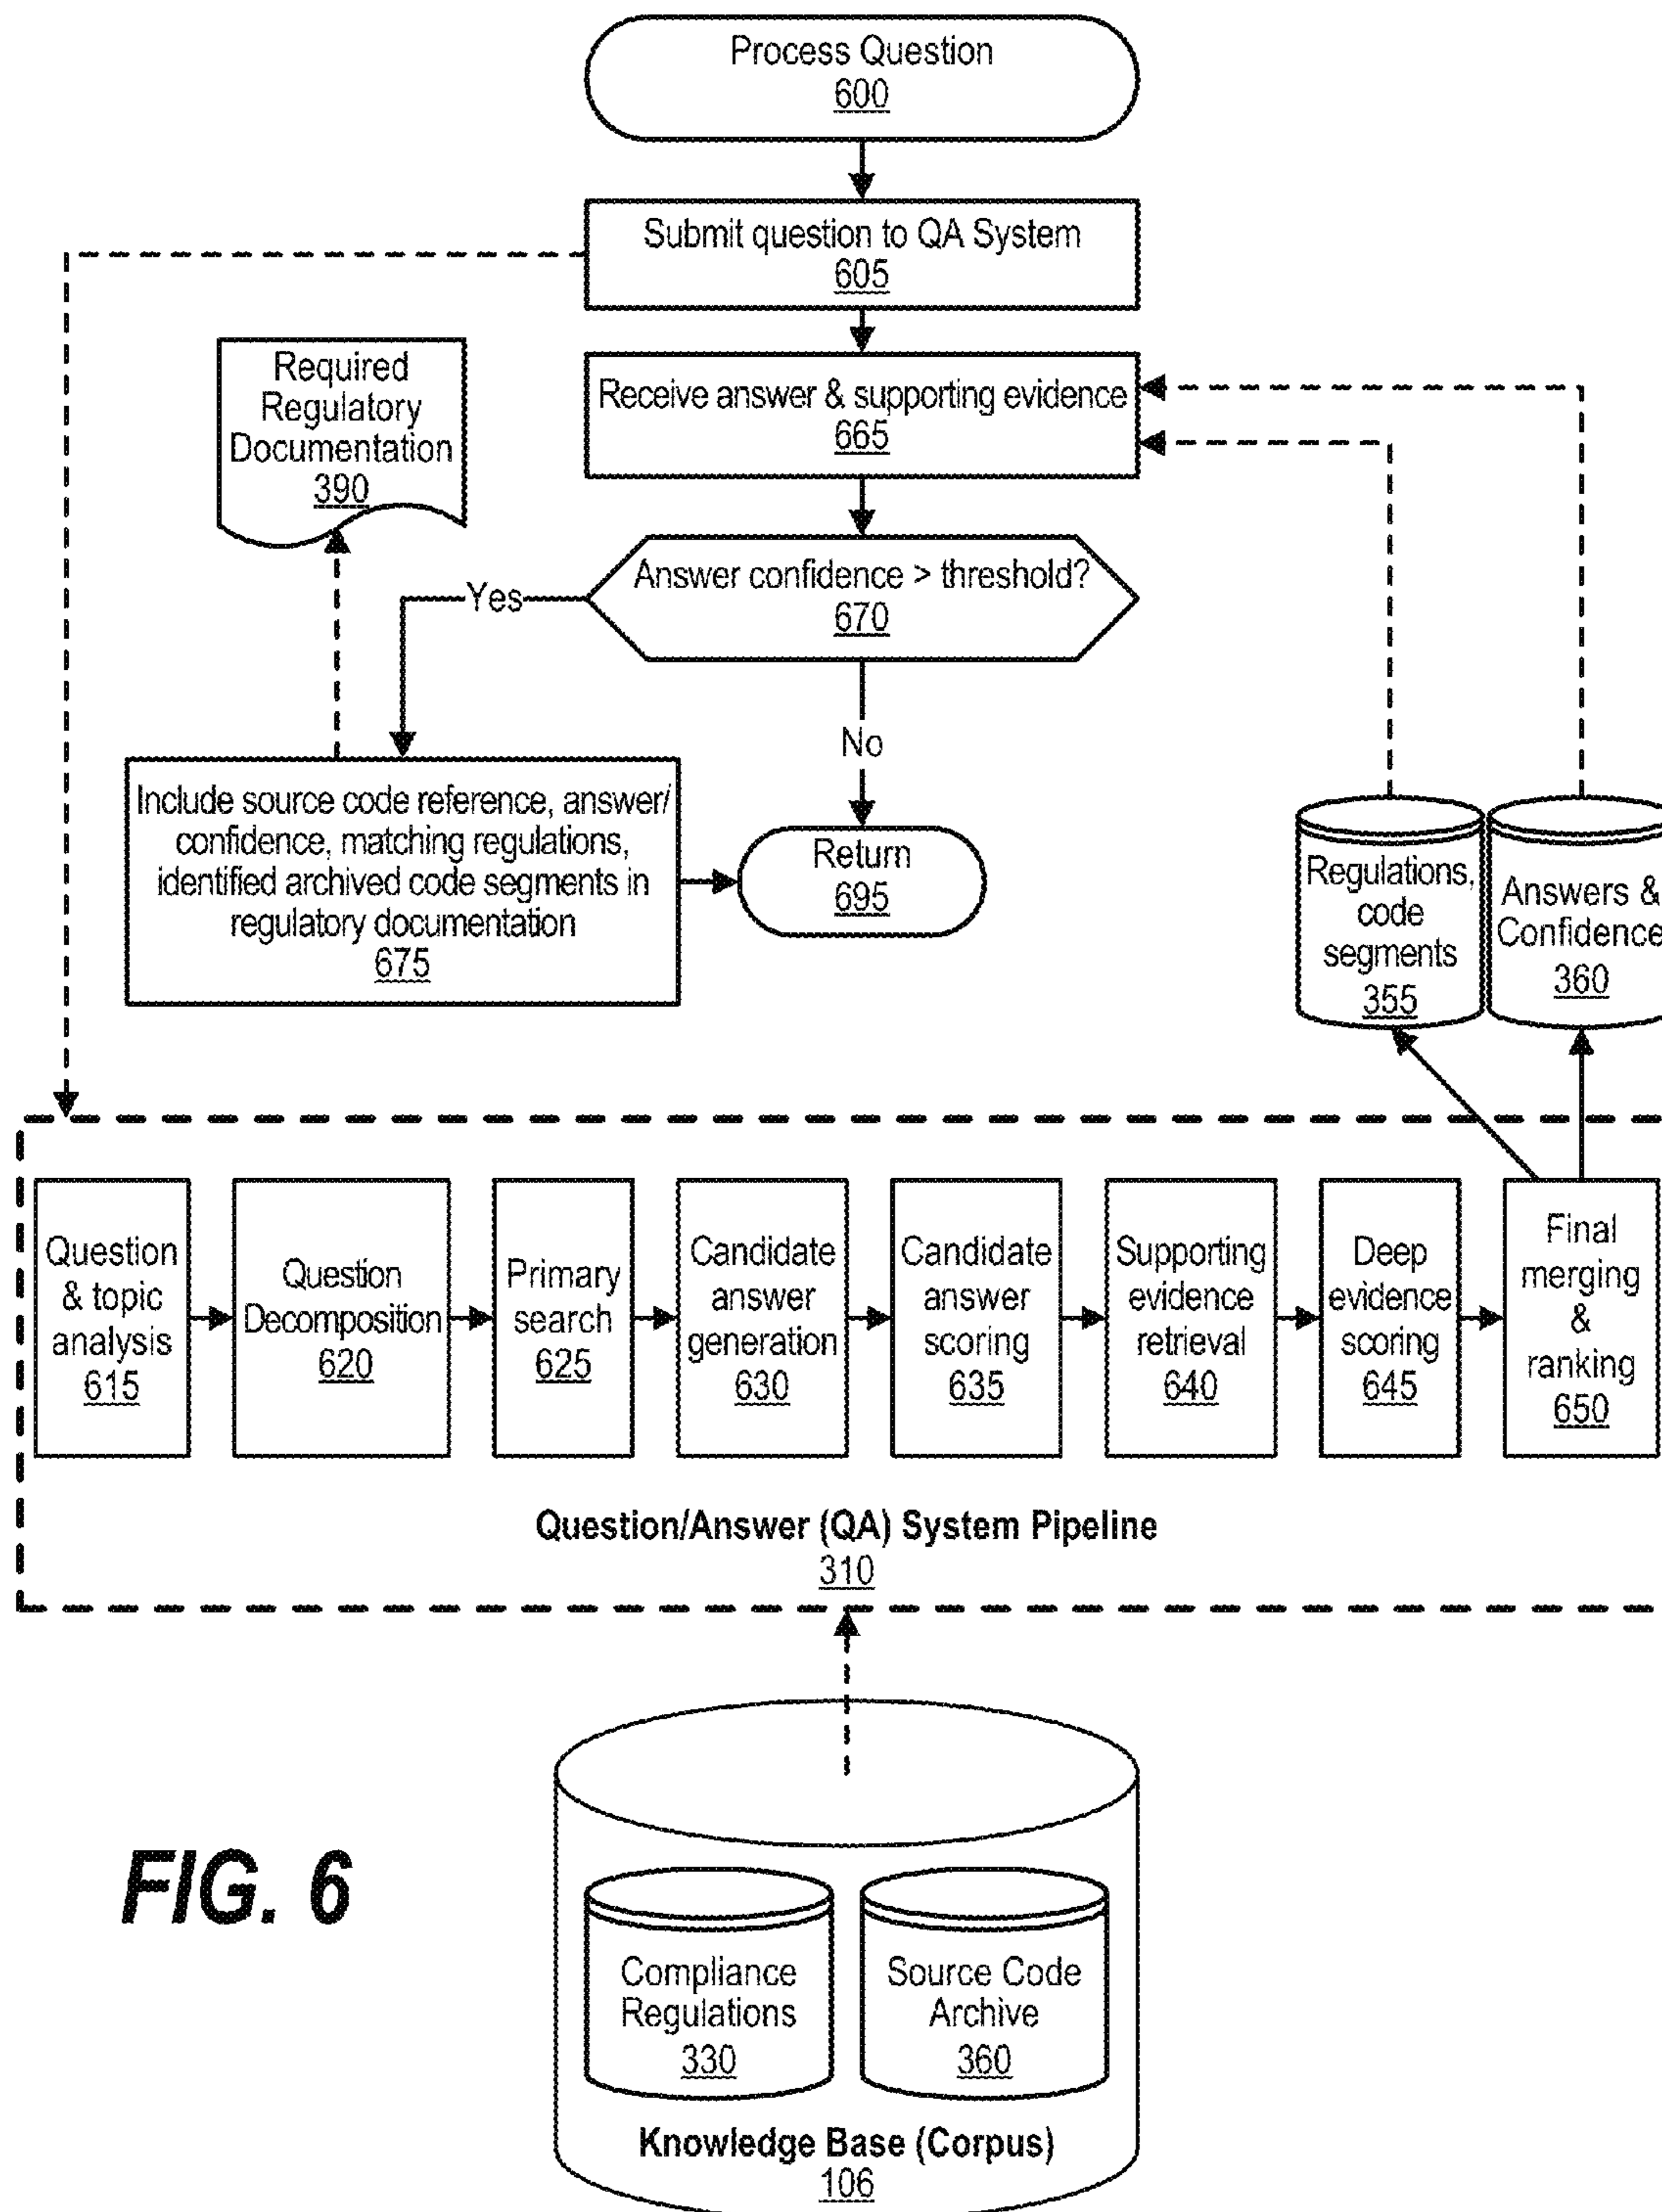 Process Question
600
Submit question to QA System
605
Required
Regulatory
Documentation
390
Receive answer & supporting evidence
665
Answer confidence > threshold?
670
Yes
No
Include source code reference, answer/
confidence, matching regulations,
identified archived code segments in
regulatory documentation
675
Return
695
Regulations,
code
segments
355
Answers &
Confidence
360
Question
& topic
analysis
615
Question
Decomposition
620
Primary
search
625
Candidate
answer
generation
630
Candidate
answer
scoring
635
Supporting
evidence
retrieval
640
Deep
evidence
scoring
645
Final
merging
&
ranking
650
Question/Answer (QA) System Pipeline
310
FIG. 6
Compliance
Regulations
330
Source Code
Archive
360
Knowledge Base (Corpus)
106